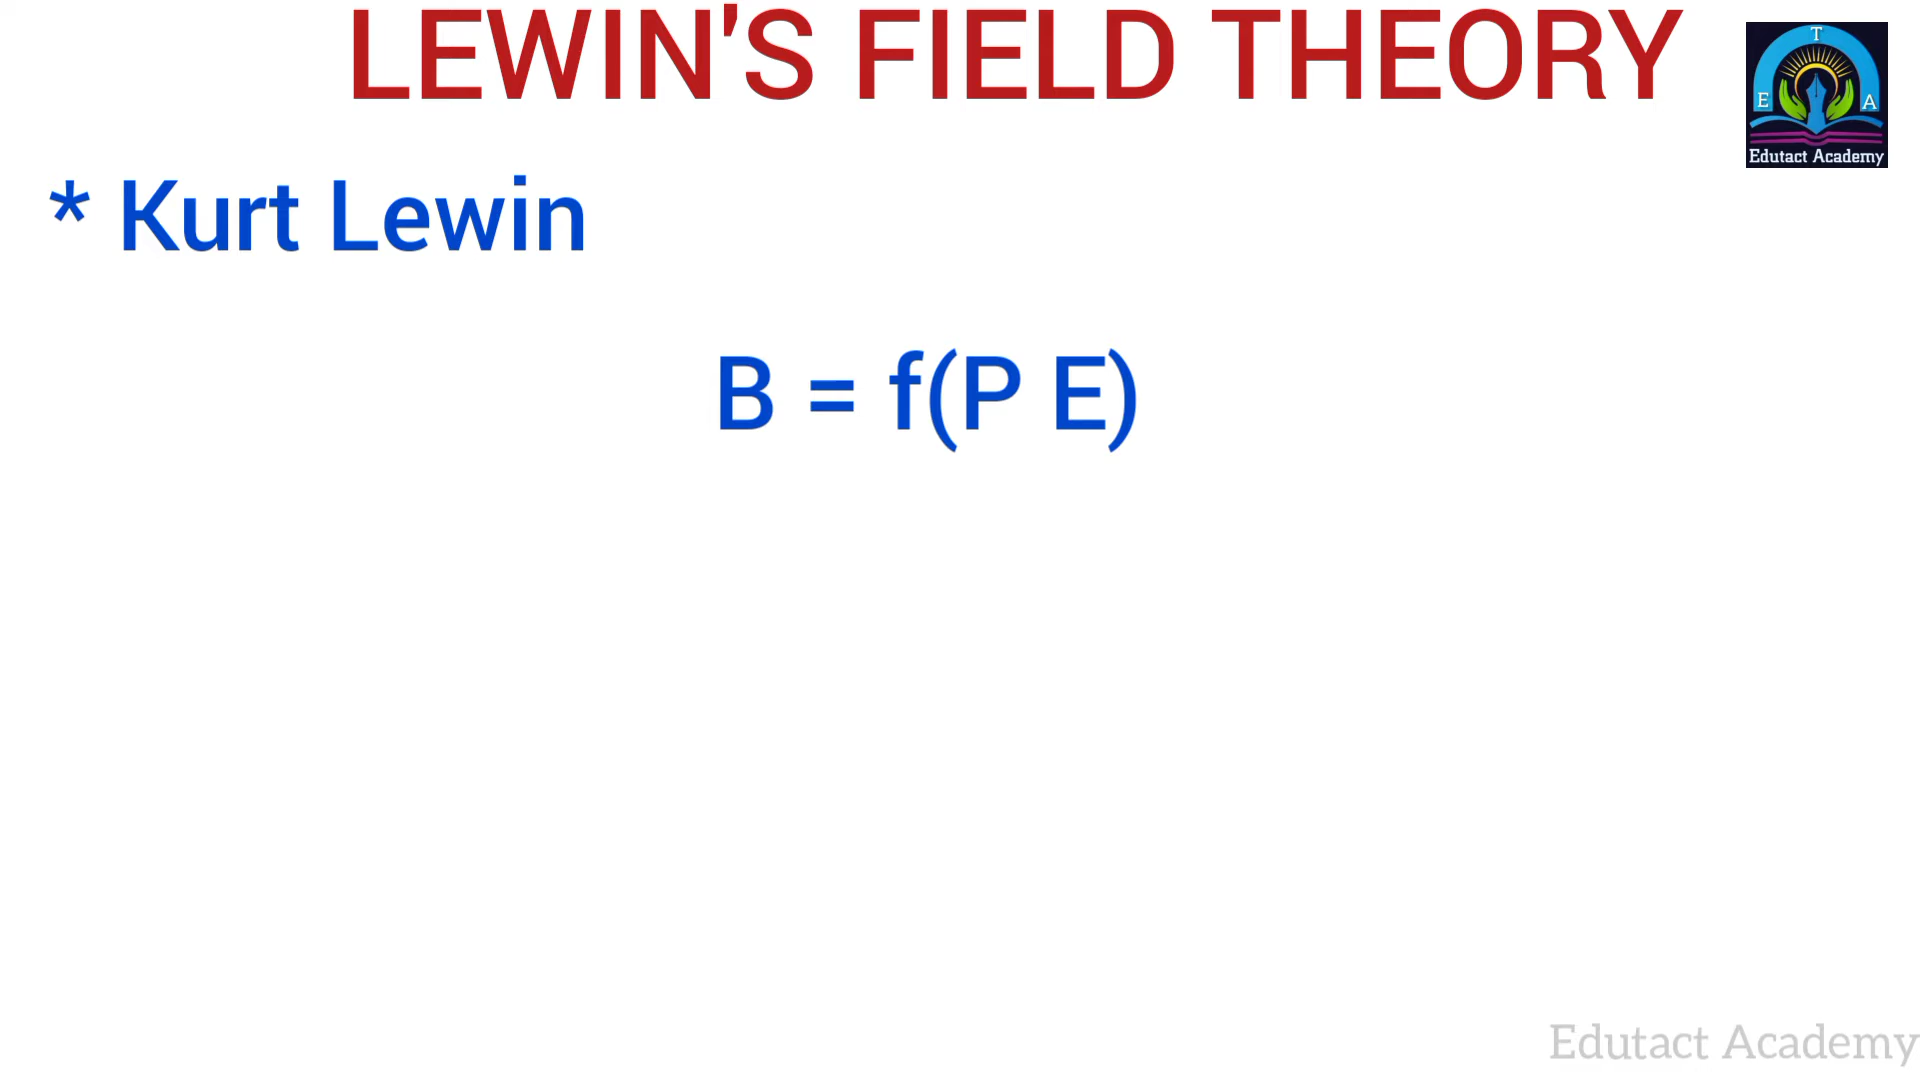 LEWIN'S FIELD THEORY
T
E A
Edutact Academy
* Kurt Lewin
B = f(P E)
Edutact Academy